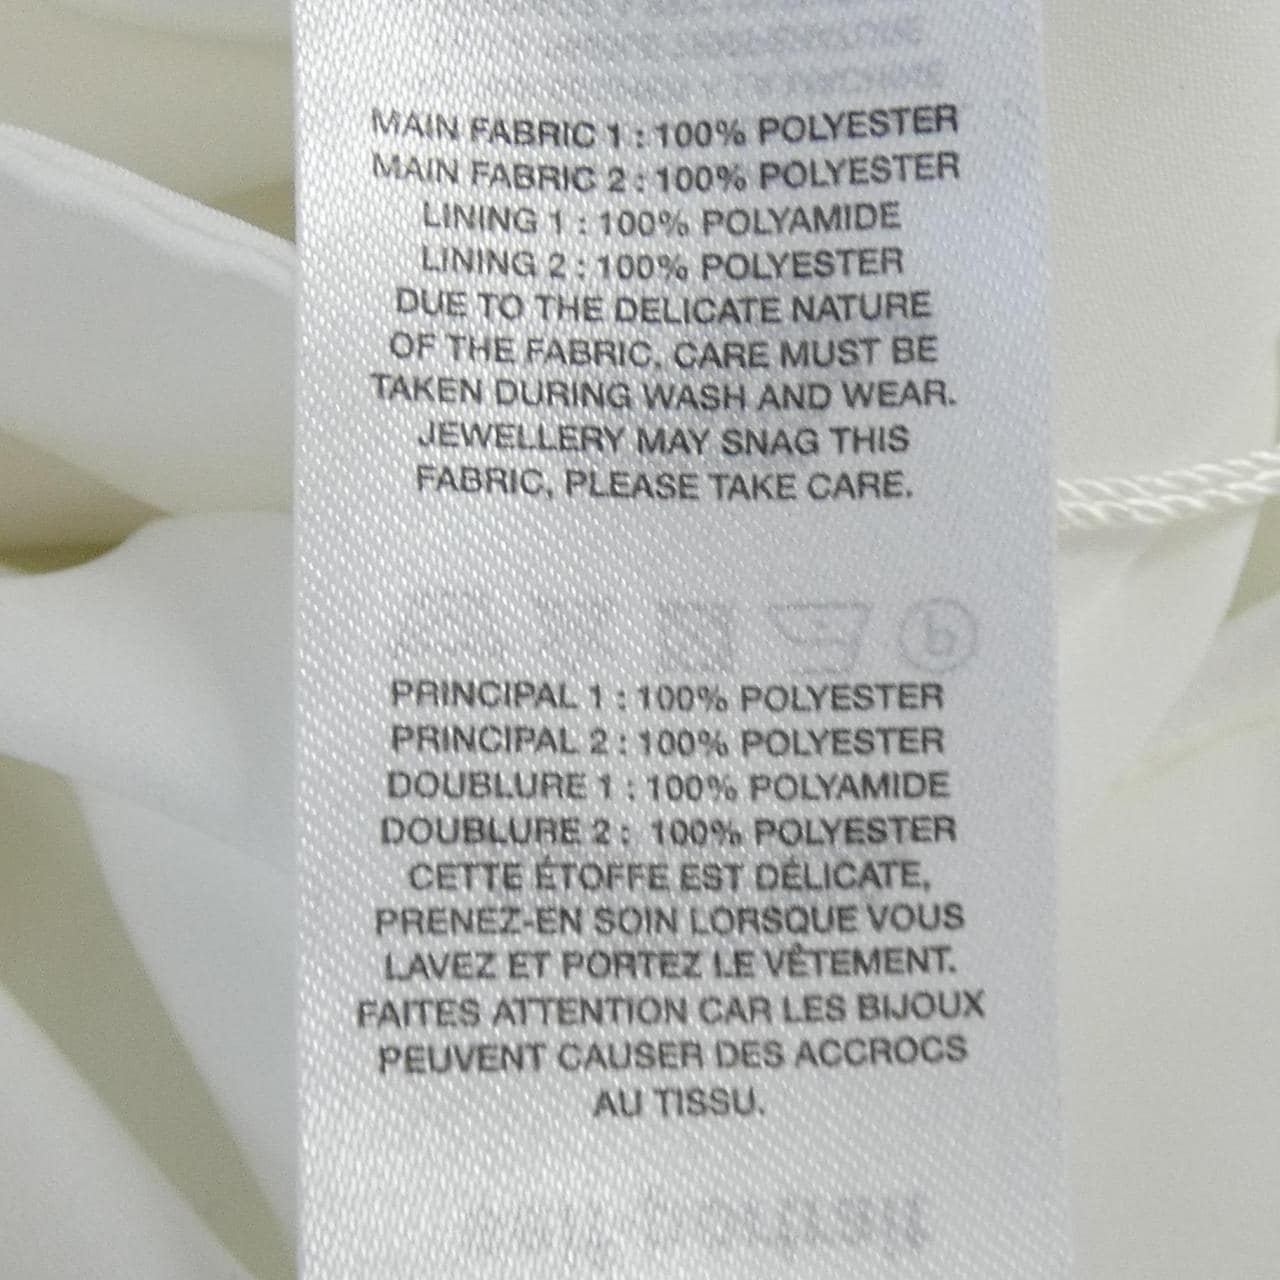 MAIN FABRIC 1 : 100% POLYESTER
MAIN FABRIC 2 : 100% POLYESTER
LINING 1 : 100% POLYAMIDE
LINING 2 : 100% POLYESTER
DUE TO THE DELICATE NATURE
OF THE FABRIC, CARE MUST BE
TAKEN DURING WASH AND WEAR.
JEWELLERY MAY SNAG THIS
FABRIC, PLEASE TAKE CARE.
PRINCIPAL 1 : 100% POLYESTER
PRINCIPAL 2 : 100% POLYESTER
DOUBLURE 1 : 100% POLYAMIDE
DOUBLURE 2 : 100% POLYESTER
CETTE ÉTOFFE EST DÉLICATE,
PRENEZ-EN SOIN LORSQUE VOUS
LAVEZ ET PORTEZ LE VÊTEMENT.
FAITES ATTENTION CAR LES BIJOUX
PEUVENT CAUSER DES ACCROCS
AU TISSU.